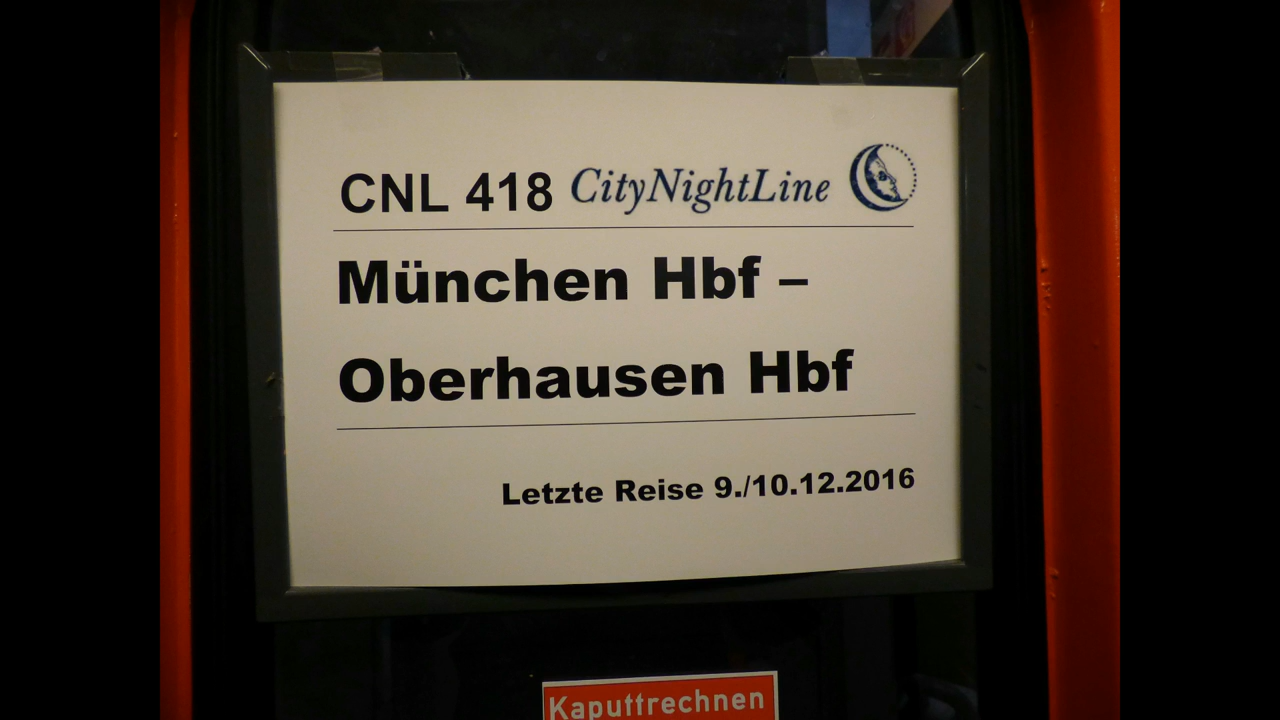 CNL 418 CityNightLine
München Hbf –
Oberhausen Hbf
Letzte Reise 9./10.12.2016
Kaputtrechnen